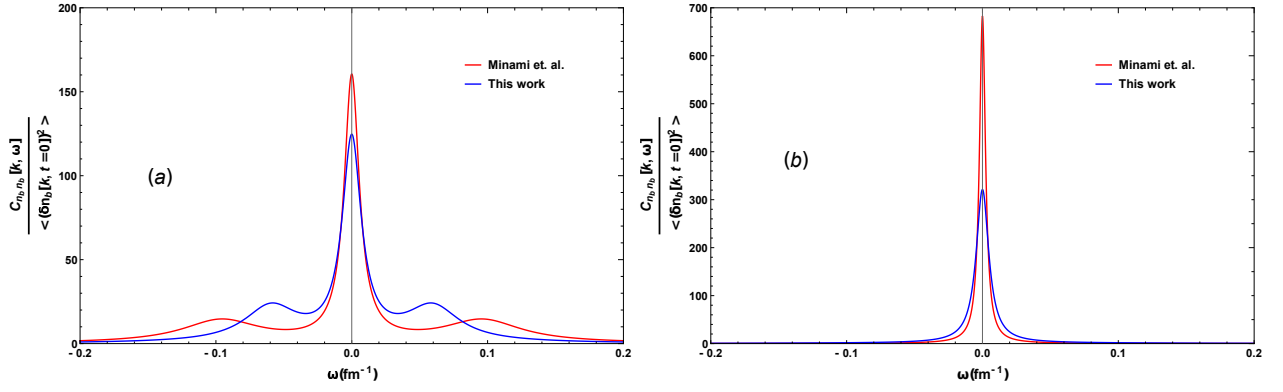 200
150
100
50
0
C_{n_b n_b} [k, ω]
< (δn_b [k, t =0])² >
(a)
Minami et. al.
This work
- 0.2
- 0.1
0.0
0.1
0.2
ω(fm⁻¹)
700
600
500
400
300
200
100
0
C_{n_b n_b} [k, ω]
< (δn_b [k, t =0])² >
(b)
Minami et. al.
This work
- 0.2
- 0.1
0.0
0.1
0.2
ω(fm⁻¹)